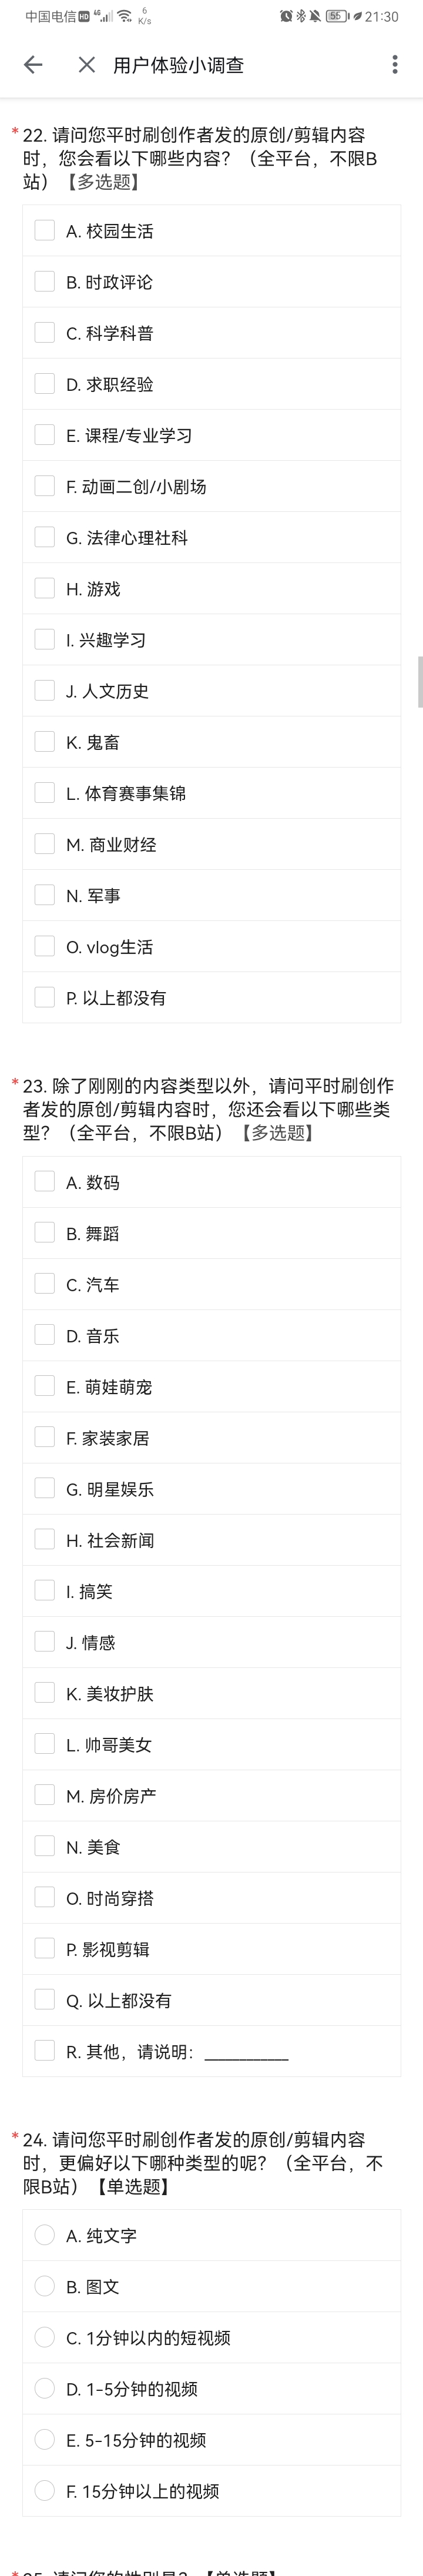 中国电信 HD 4G 6 K/s 55 21:30
用户体验小调查
* 22. 请问您平时刷创作者发的原创/剪辑内容
时，您会看以下哪些内容？（全平台，不限B
站）【多选题】
A. 校园生活
B. 时政评论
C. 科学科普
D. 求职经验
E. 课程/专业学习
F. 动画二创/小剧场
G. 法律心理社科
H. 游戏
I. 兴趣学习
J. 人文历史
K. 鬼畜
L. 体育赛事集锦
M. 商业财经
N. 军事
O. vlog生活
P. 以上都没有
* 23. 除了刚刚的内容类型以外，请问平时刷创作
者发的原创/剪辑内容时，您还会看以下哪些类
型？（全平台，不限B站）【多选题】
A. 数码
B. 舞蹈
C. 汽车
D. 音乐
E. 萌娃萌宠
F. 家装家居
G. 明星娱乐
H. 社会新闻
I. 搞笑
J. 情感
K. 美妆护肤
L. 帅哥美女
M. 房价房产
N. 美食
O. 时尚穿搭
P. 影视剪辑
Q. 以上都没有
R. 其他，请说明：__________
* 24. 请问您平时刷创作者发的原创/剪辑内容
时，更偏好以下哪种类型的呢？（全平台，不
限B站）【单选题】
A. 纯文字
B. 图文
C. 1分钟以内的短视频
D. 1-5分钟的视频
E. 5-15分钟的视频
F. 15分钟以上的视频
* 25. 请问您的性别是？【单选题】